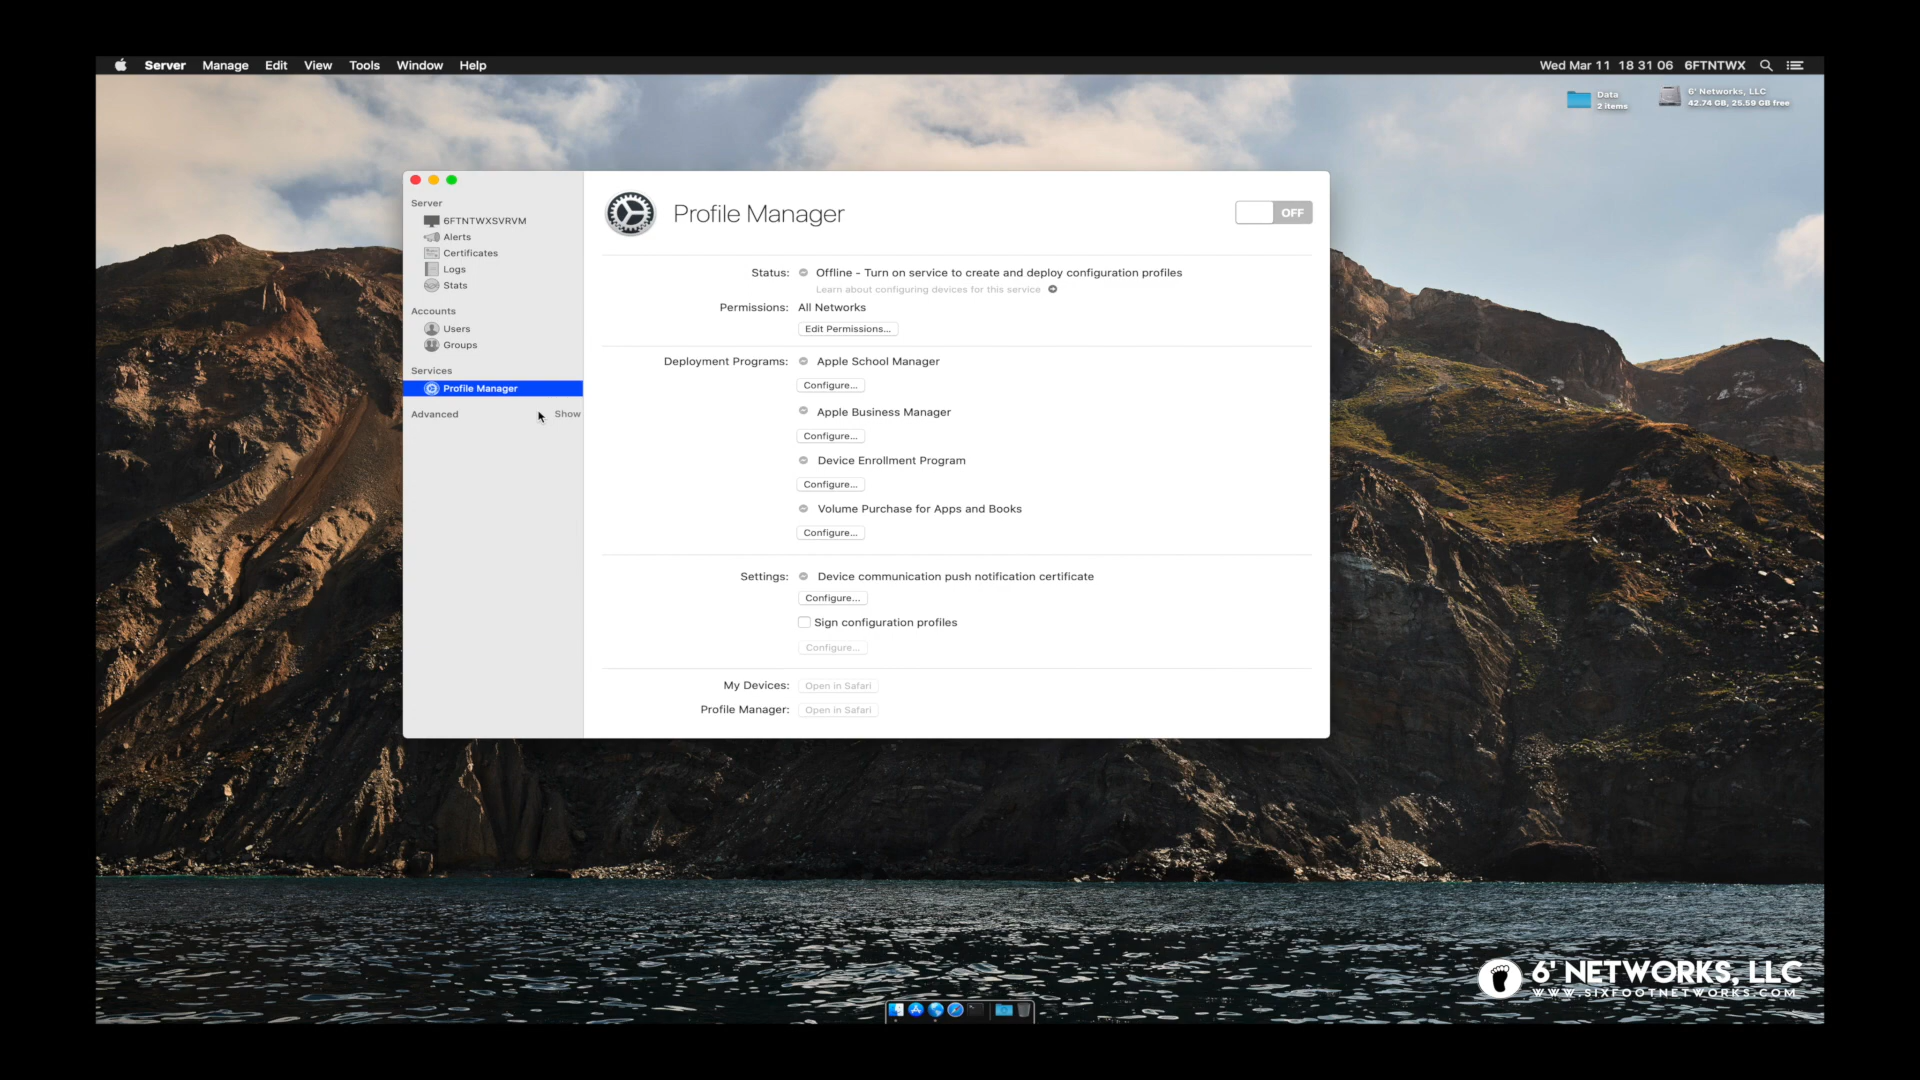 Server Manage Edit View Tools Window Help
Wed Mar 11 18 31 06 6FTNTWX
Data
2 items
6' Networks, LLC
42.74 GB, 25.59 GB free
Server
6FTNTWXSVRVM
Alerts
Certificates
Logs
Stats
Accounts
Users
Groups
Services
Profile Manager
Advanced Show
Profile Manager
OFF
Status: Offline - Turn on service to create and deploy configuration profiles
Learn about configuring devices for this service
Permissions: All Networks
Edit Permissions...
Deployment Programs: Apple School Manager
Configure...
Apple Business Manager
Configure...
Device Enrollment Program
Configure...
Volume Purchase for Apps and Books
Configure...
Settings: Device communication push notification certificate
Configure...
Sign configuration profiles
Configure...
My Devices: Open in Safari
Profile Manager: Open in Safari
6' NETWORKS, LLC
WWW.SIXFOOTNETWORKS.COM